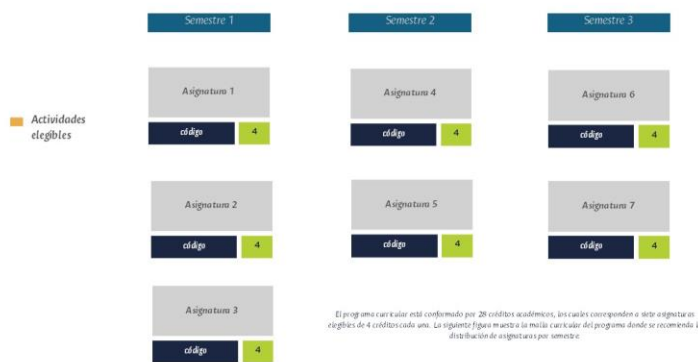 Semestre 1
Semestre 2
Semestre 3
Actividades
elegibles
Asignatura 1
código 4
Asignatura 4
código 4
Asignatura 6
código 4
Asignatura 2
código 4
Asignatura 5
código 4
Asignatura 7
código 4
Asignatura 3
código 4
El programa curricular está conformado por 28 créditos académicos, los cuales corresponden a siete asignaturas
elegibles de 4 créditos cada una. La siguiente figura muestra la malla curricular del programa donde se recomienda l
distribución de asignaturas por semestre.